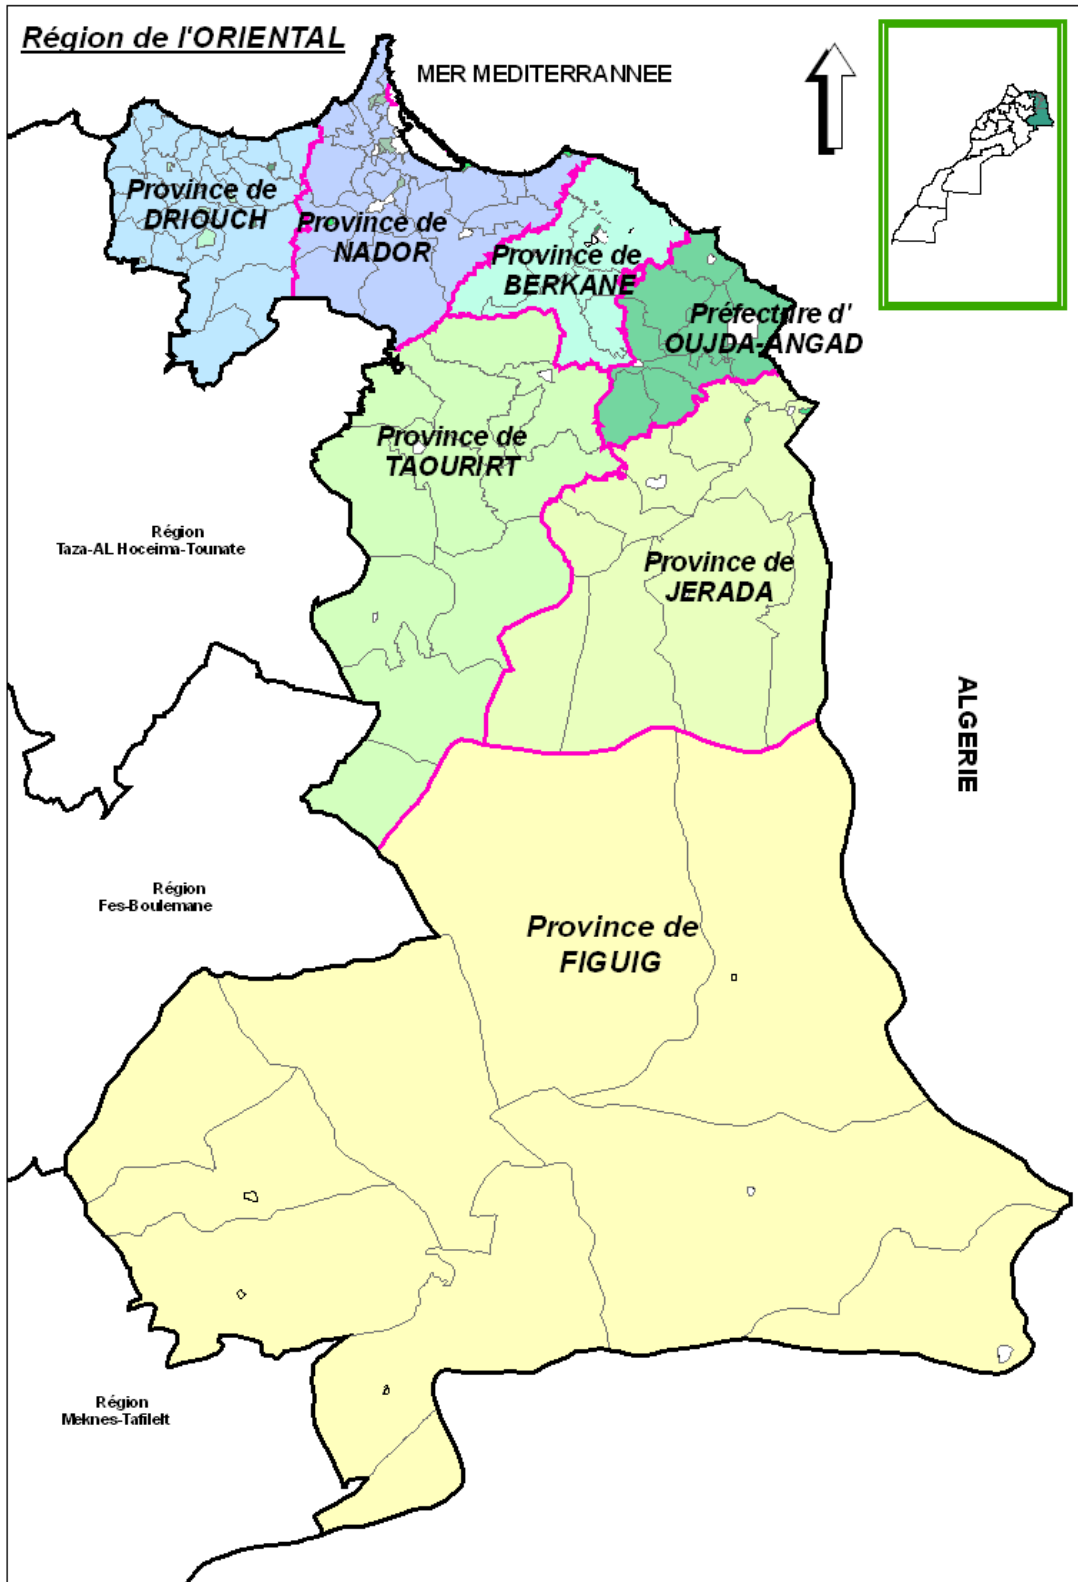 Région de l'ORIENTAL
MER MEDITERRANNEE
Province de
DRIOUCH
Province de
NADOR
Province de
BERKANE
Préfecture d'
OUJDA-ANGAD
Province de
TAOURIRT
Région
Taza-AL Hoceima-Tounate
Province de
JERADA
ALGERIE
Région
Fes-Boulemane
Province de
FIGUIG
Région
Meknes-Tafilelt